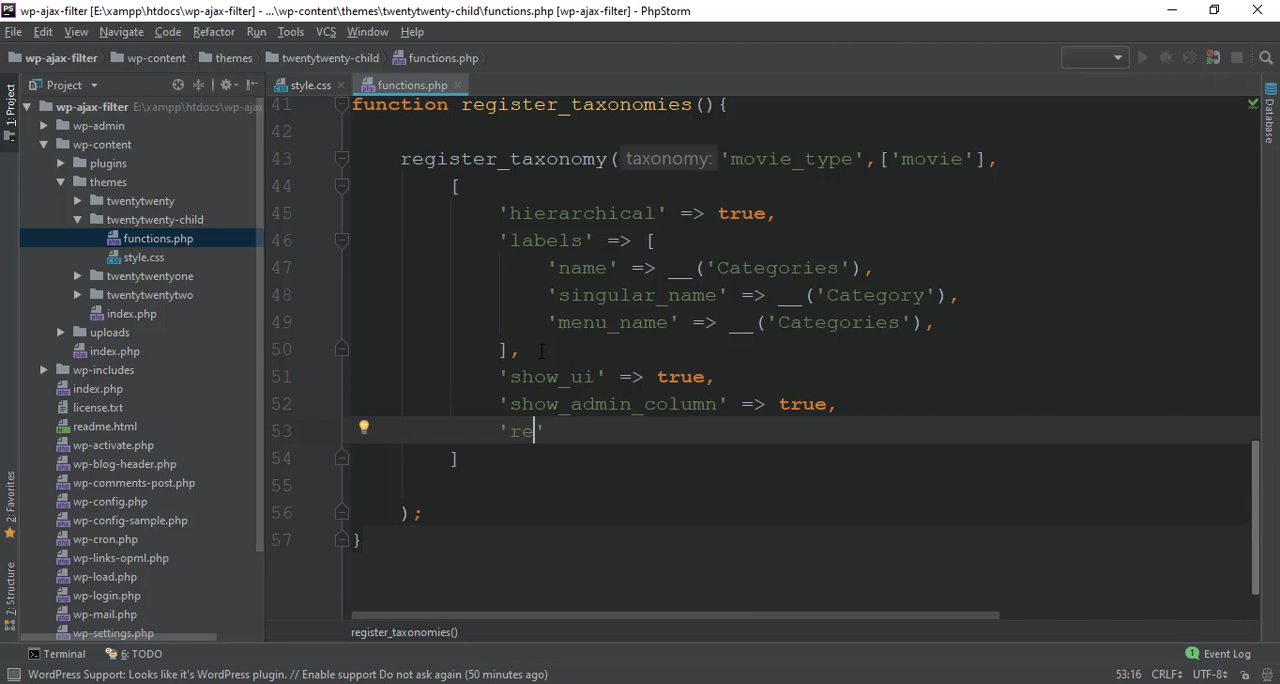 wp-ajax-filter [E:\xampp\htdocs\wp-ajax-filter] - ...\wp-content\themes\twentytwenty-child\functions.php [wp-ajax-filter] - PhpStorm
File Edit View Navigate Code Refactor Run Tools VCS Window Help
wp-ajax-filter wp-content themes twentytwenty-child functions.php
1: Project
Project
style.css functions.php
wp-ajax-filter E:\xampp\htdocs\wp-ajax
wp-admin
wp-content
plugins
themes
twentytwenty
twentytwenty-child
functions.php
style.css
twentytwentyone
twentytwentytwo
index.php
uploads
index.php
wp-includes
index.php
license.txt
readme.html
wp-activate.php
wp-blog-header.php
wp-comments-post.php
wp-config.php
wp-config-sample.php
wp-cron.php
wp-links-opml.php
wp-load.php
wp-login.php
wp-mail.php
wp-settings.php
41 function register_taxonomies(){
42
43 register_taxonomy( taxonomy: 'movie_type',['movie'],
44 [
45 'hierarchical' => true,
46 'labels' => [
47 'name' => __('Categories'),
48 'singular_name' => __('Category'),
49 'menu_name' => __('Categories'),
50 ],
51 'show_ui' => true,
52 'show_admin_column' => true,
53 're'
54 ]
55
56 );
57 }
register_taxonomies()
Database
2: Favorites
7: Structure
Terminal 6: TODO
1 Event Log
WordPress Support: Looks like it's WordPress plugin. // Enable support Do not ask again (50 minutes ago)
53:16 CRLF UTF-8